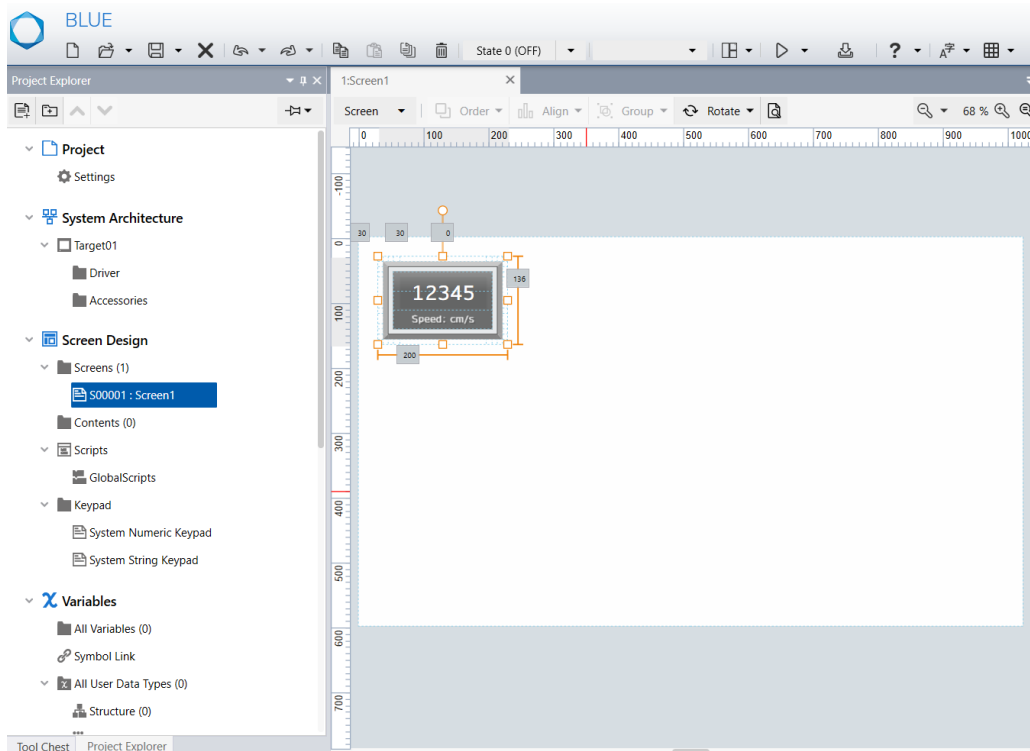 BLUE
State 0 (OFF)
Project Explorer
1:Screen1
Screen
Order
Align
Group
Rotate
68 %
Project
Settings
System Architecture
Target01
Driver
Accessories
Screen Design
Screens (1)
S00001 : Screen1
Contents (0)
Scripts
GlobalScripts
Keypad
System Numeric Keypad
System String Keypad
Variables
All Variables (0)
Symbol Link
All User Data Types (0)
Structure (0)
Tool Chest
Project Explorer
0 100 200 300 400 500 600 700 800 900 1000
-100
0
100
200
300
400
500
600
700
30 30 0
136
12345
Speed: cm/s
200